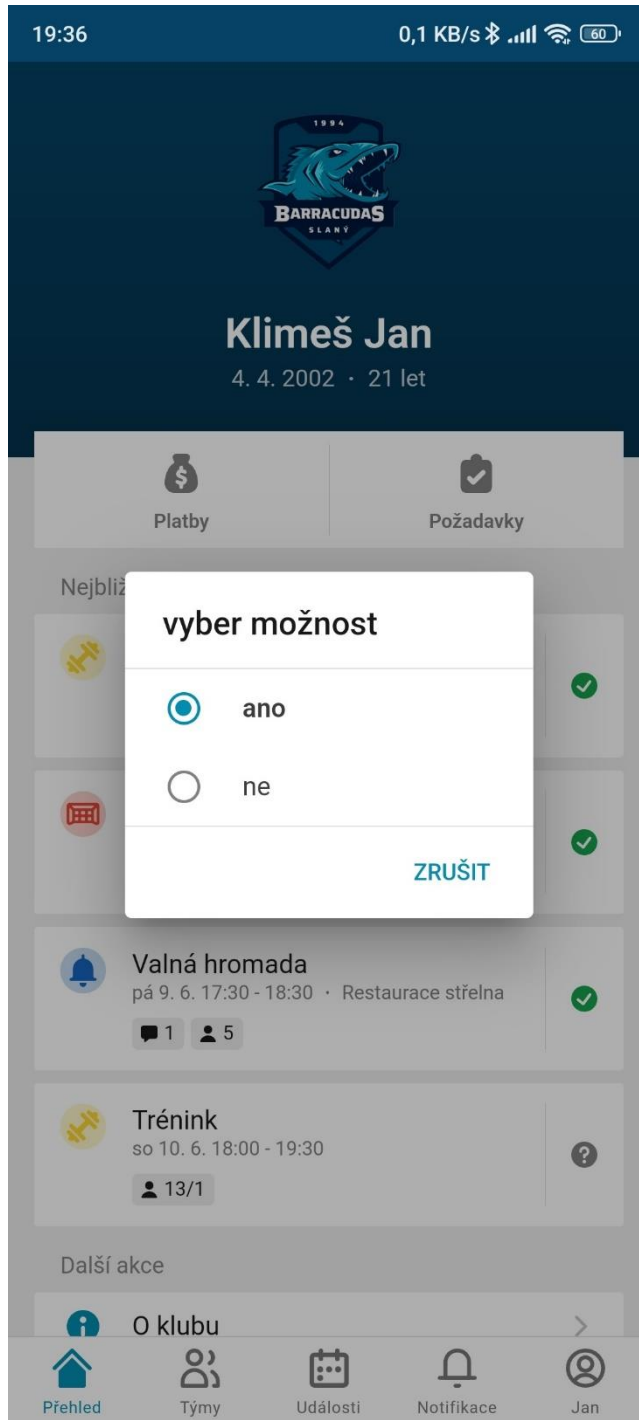 19:36 0,1 KB/s 60
1994
BARRACUDAS
SLANÝ
Klimeš Jan
4. 4. 2002 · 21 let
Platby Požadavky
Nejbliž
vyber možnost
ano
ne
ZRUŠIT
Valná hromada
pá 9. 6. 17:30 - 18:30 · Restaurace střelna
1 5
Trénink
so 10. 6. 18:00 - 19:30
13/1
Další akce
O klubu
Přehled Týmy Události Notifikace Jan